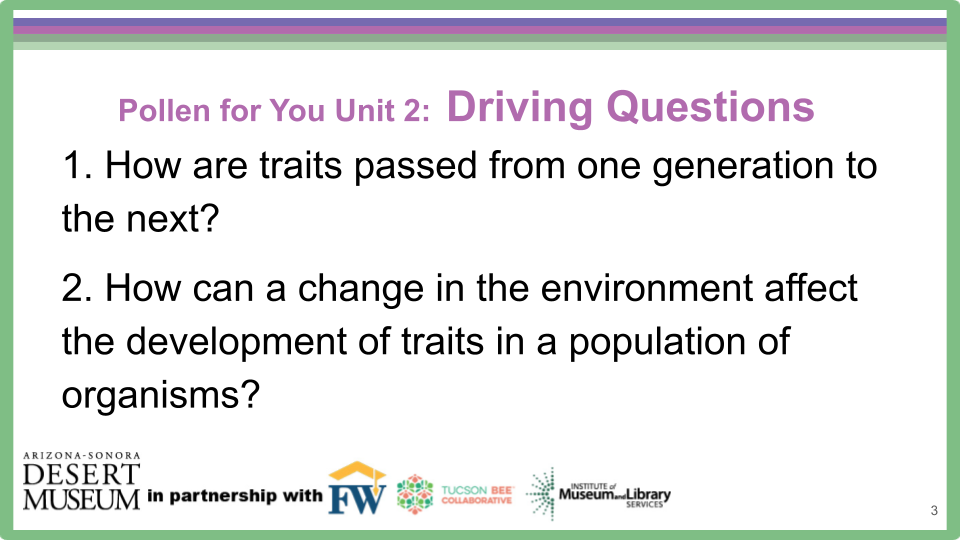 Pollen for You Unit 2: Driving Questions
1. How are traits passed from one generation to
the next?
2. How can a change in the environment affect
the development of traits in a population of
organisms?
ARIZONA-SONORA
DESERT
MUSEUM
in partnership with
FW
TUCSON BEE
COLLABORATIVE
INSTITUTE of
Museum and Library
SERVICES
3